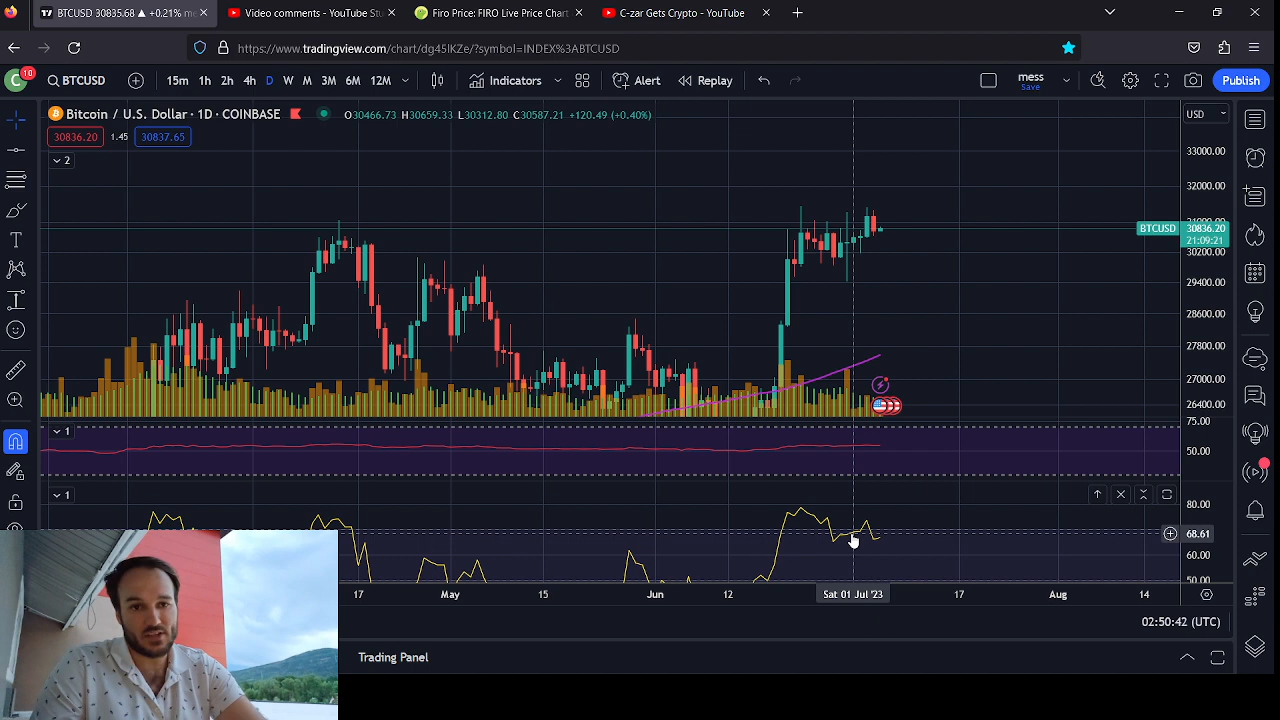 BTCUSD 30835.68 ▲ +0.21% me
Video comments - YouTube Stu
Firo Price: FIRO Live Price Chart
C-zar Gets Crypto - YouTube
https://www.tradingview.com/chart/dg45lKZe/?symbol=INDEX%3ABTCUSD
C 10 BTCUSD 15m 1h 2h 4h D W M 3M 6M 12M Indicators Alert Replay mess Save Publish
Bitcoin / U.S. Dollar · 1D · COINBASE O30466.73 H30659.33 L30312.80 C30587.21 +120.49 (+0.40%) USD
30836.20 1.45 30837.65
2
33000.00
32000.00
31000.00
BTCUSD 30836.20
21:09:21
30200.00
29400.00
28600.00
27800.00
27000.00
26400.00
1
75.00
50.00
1
80.00
68.61
60.00
50.00
17 May 15 Jun 12 Sat 01 Jul '23 17 Aug 14
02:50:42 (UTC)
Trading Panel